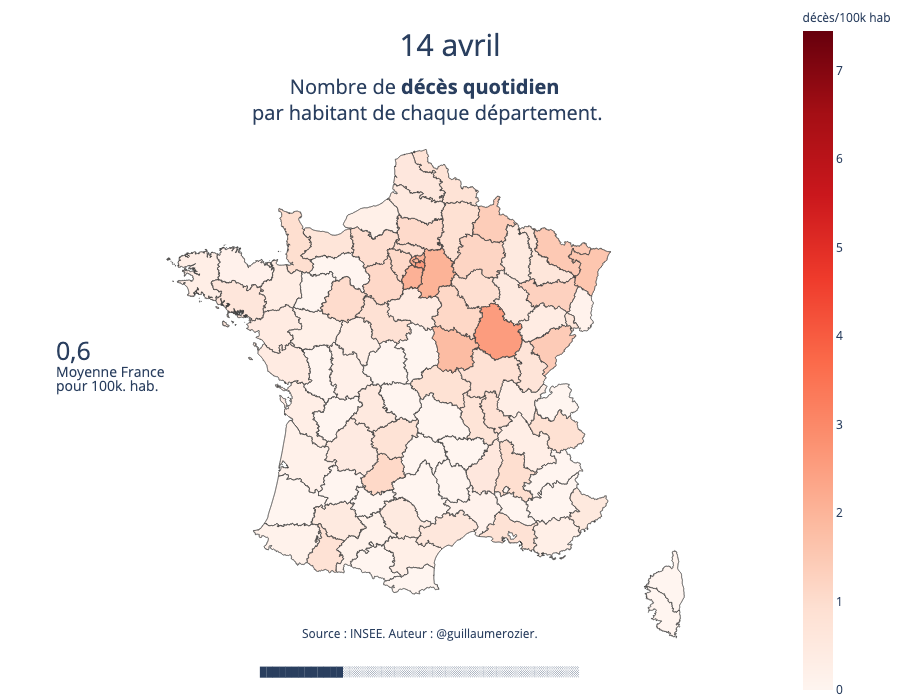 décès/100k hab
14 avril
Nombre de décès quotidien
par habitant de chaque département.
7
6
5
4
3
2
1
0
0,6
Moyenne France
pour 100k. hab.
Source : INSEE. Auteur : @guillaumerozier.